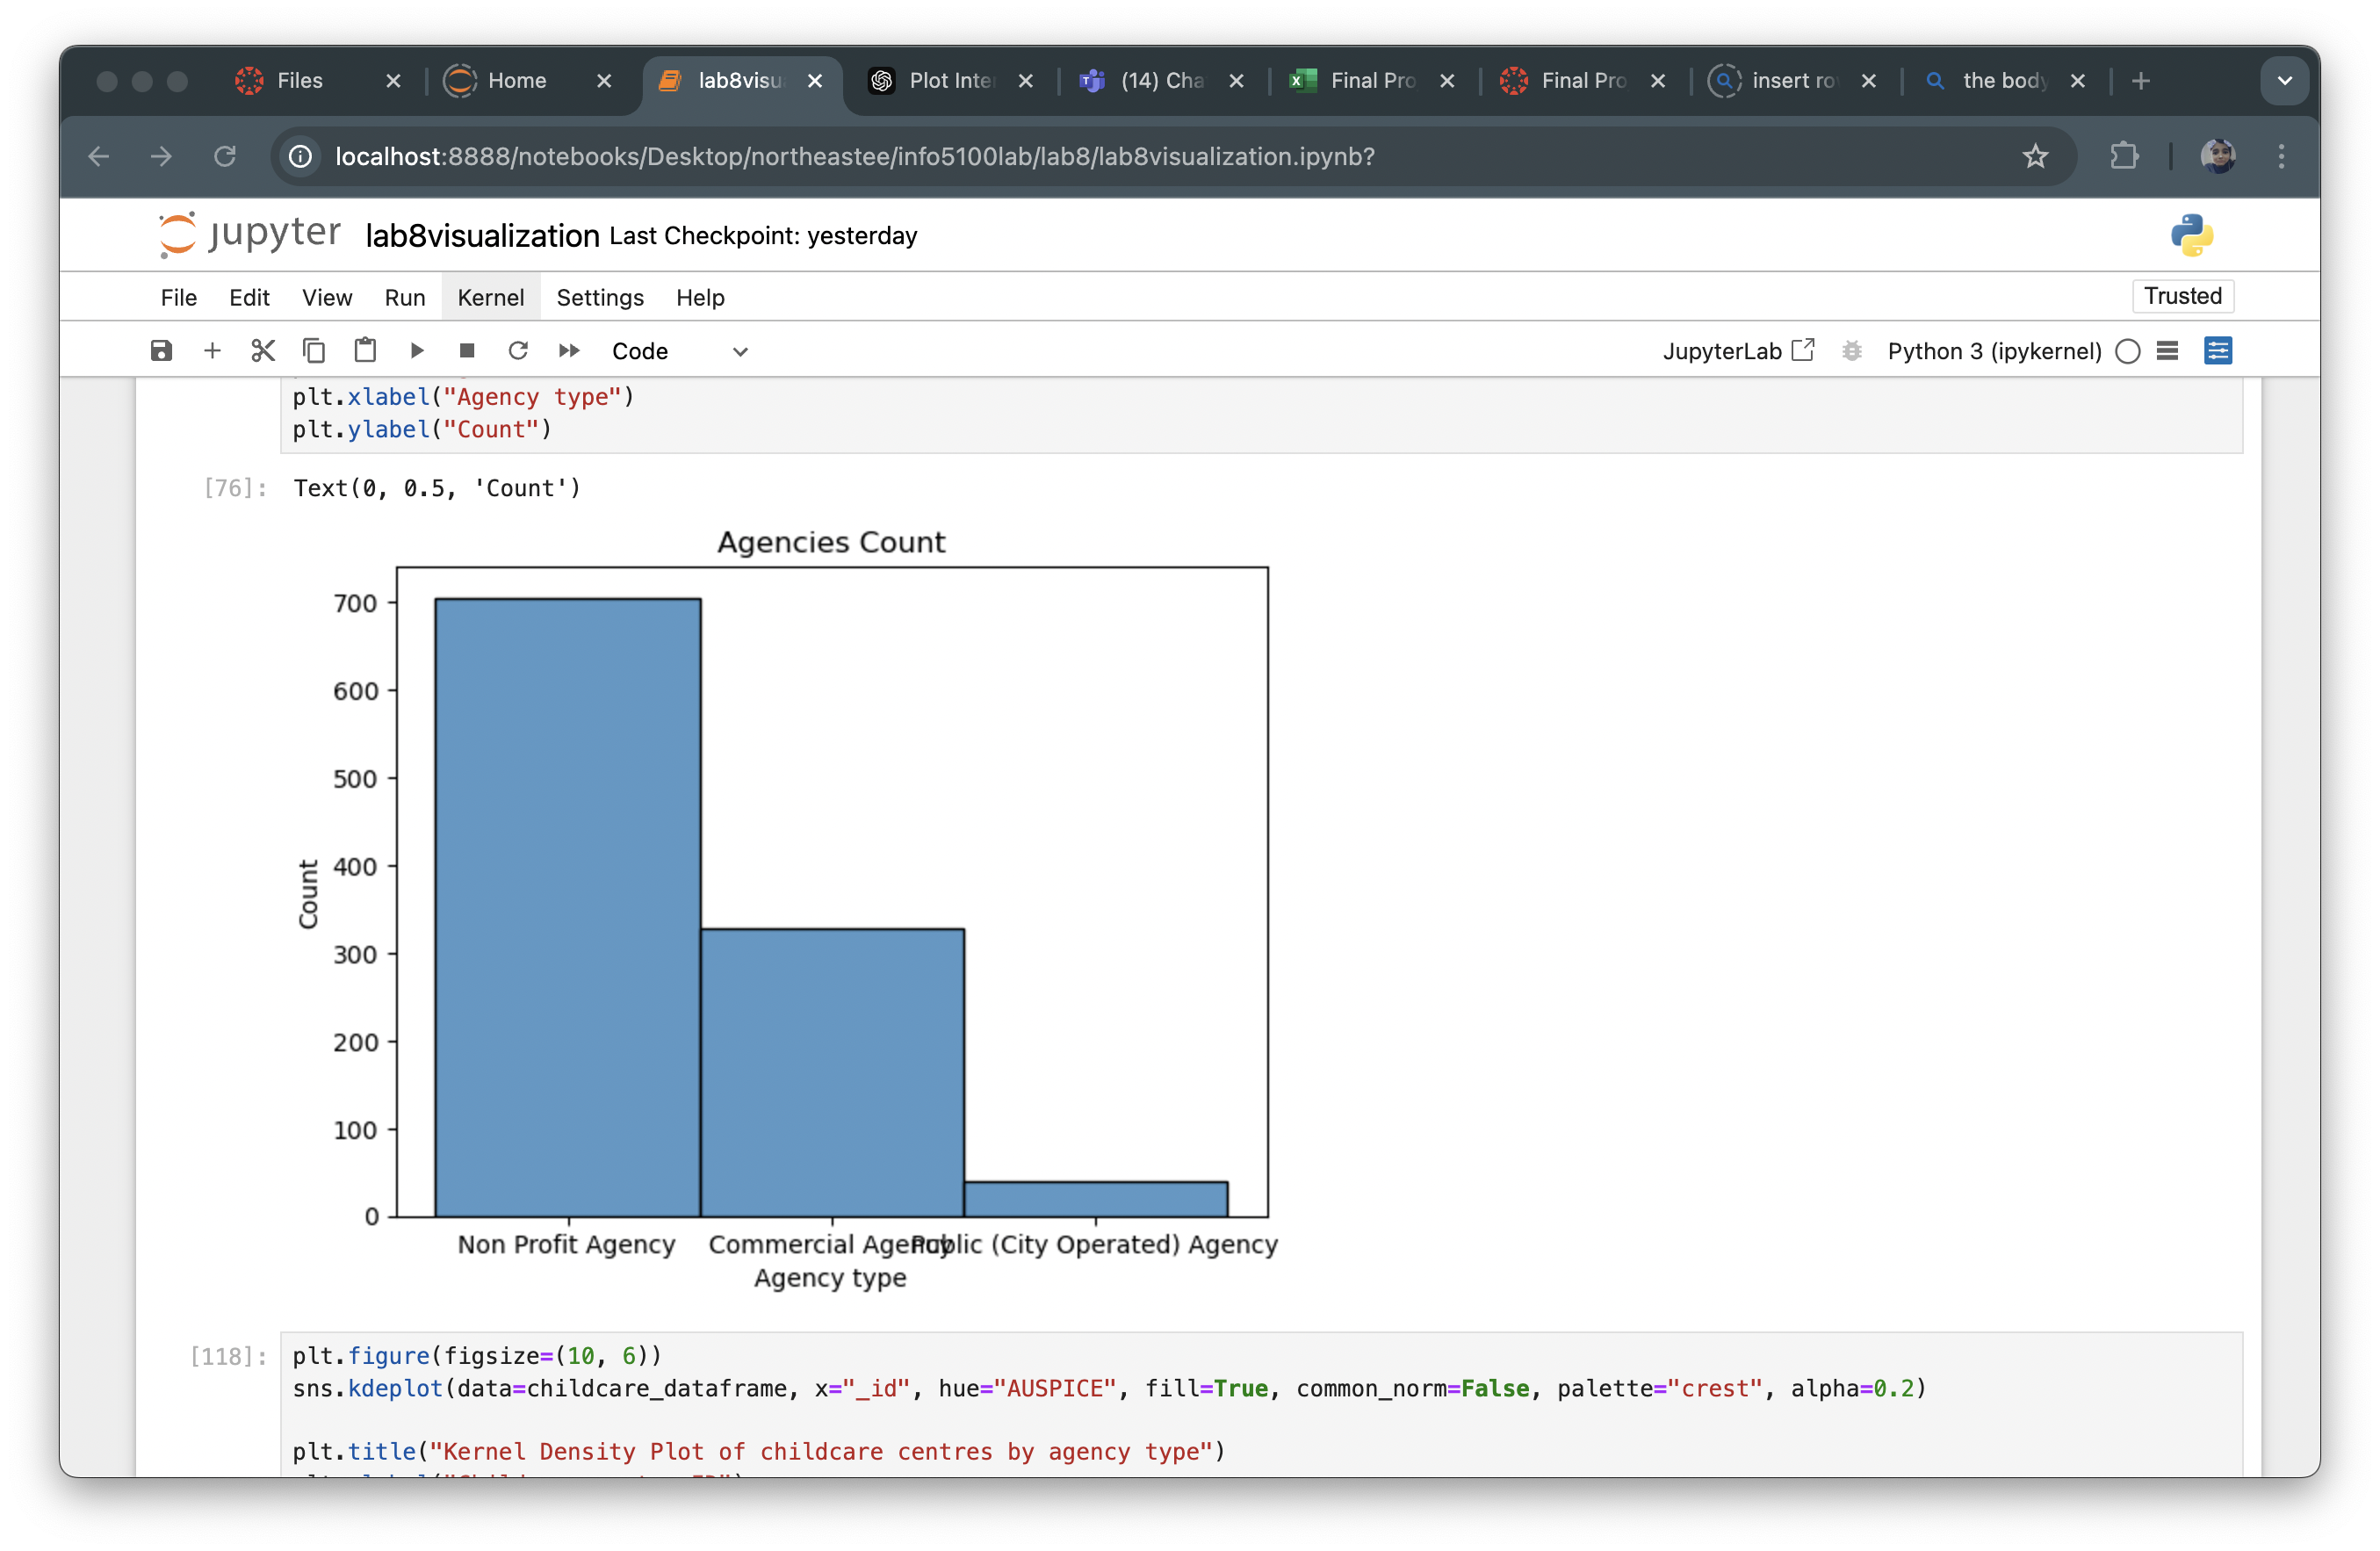 Files
Home
lab8visu
Plot Inte
(14) Cha
Final Pro
Final Pro
insert ro
the body
localhost:8888/notebooks/Desktop/northeastee/info5100lab/lab8/lab8visualization.ipynb?
jupyter lab8visualization Last Checkpoint: yesterday
File Edit View Run Kernel Settings Help
Trusted
Code
JupyterLab
Python 3 (ipykernel)
plt.xlabel("Agency type")
plt.ylabel("Count")
[76]: Text(0, 0.5, 'Count')
Agencies Count
700
600
500
400
300
200
100
0
Count
Non Profit Agency
Commercial Agency
Public (City Operated) Agency
Agency type
[118]: plt.figure(figsize=(10, 6))
sns.kdeplot(data=childcare_dataframe, x="_id", hue="AUSPICE", fill=True, common_norm=False, palette="crest", alpha=0.2)
plt.title("Kernel Density Plot of childcare centres by agency type")